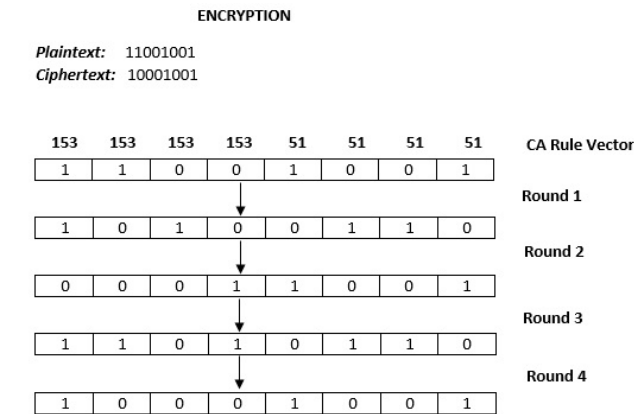 ENCRYPTION
Plaintext: 11001001
Ciphertext: 10001001
153 153 153 153 51 51 51 51 CA Rule Vector
1 1 0 0 1 0 0 1
Round 1
1 0 1 0 0 1 1 0
Round 2
0 0 0 1 1 0 0 1
Round 3
1 1 0 1 0 1 1 0
Round 4
1 0 0 0 1 0 0 1